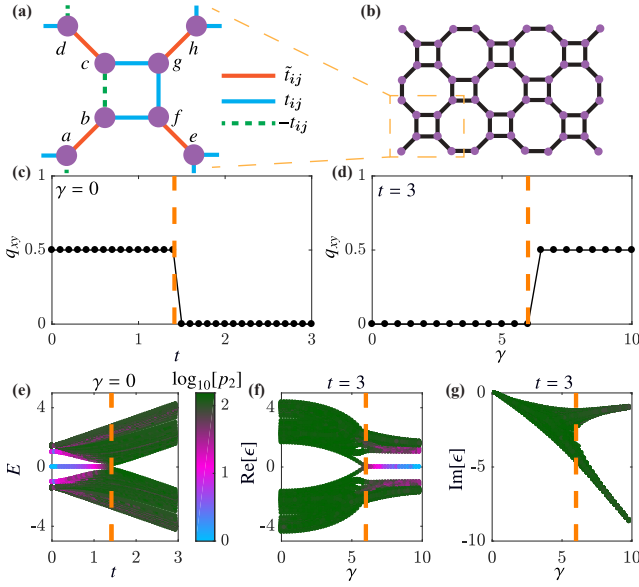 (a)
d
h
c
g
b
f
a
e
t̃ij
tij
−tij
(b)
(c)
γ = 0
1
0.5
0
qxy
0
1
2
3
t
(d)
t = 3
1
0.5
0
qxy
0
5
10
γ
(e)
γ = 0
4
0
-4
E
0
1
2
3
t
log10[p2]
2
1
0
(f)
t = 3
4
0
-4
Re[ϵ]
0
5
10
γ
(g)
t = 3
0
-5
-10
Im[ϵ]
0
5
10
γ